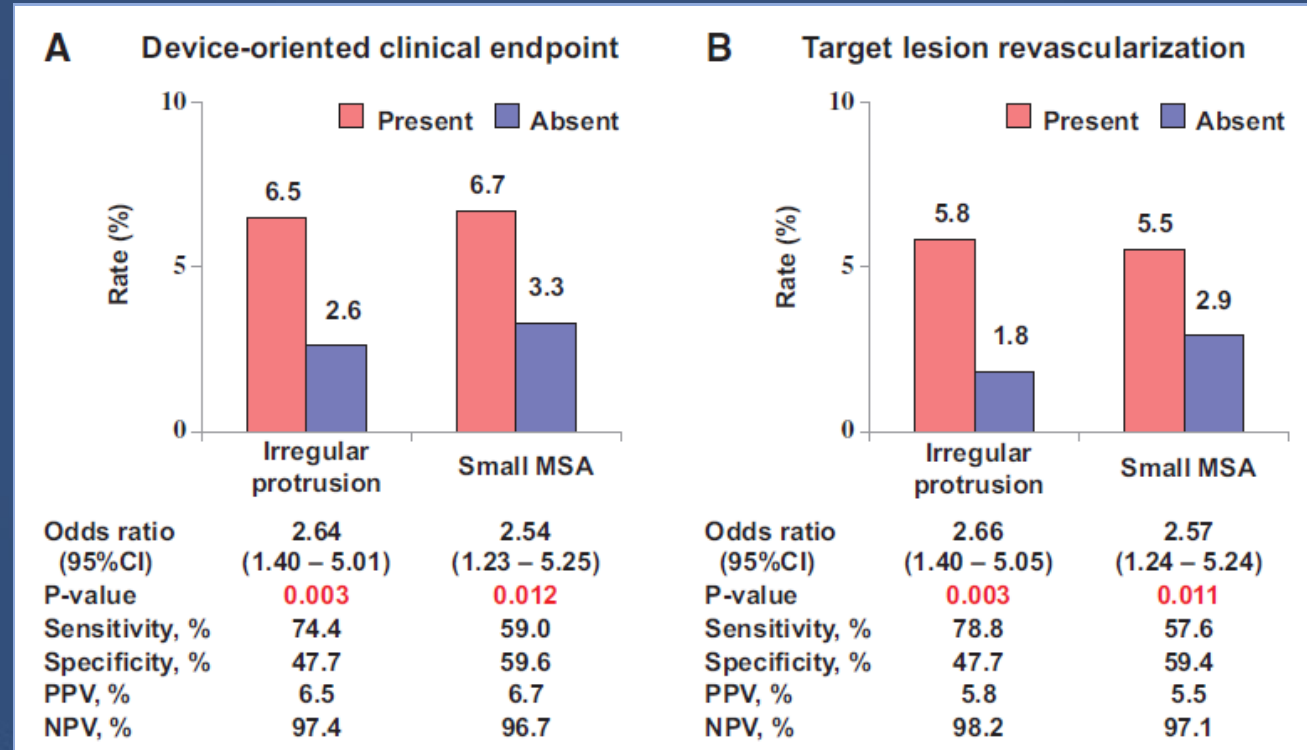 A Device-oriented clinical endpoint
10
5
0
Rate (%)
Present Absent
6.5
2.6
6.7
3.3
Irregular
protrusion
Small MSA
Odds ratio 2.64 2.54
(95%CI) (1.40 – 5.01) (1.23 – 5.25)
P-value 0.003 0.012
Sensitivity, % 74.4 59.0
Specificity, % 47.7 59.6
PPV, % 6.5 6.7
NPV, % 97.4 96.7
B Target lesion revascularization
10
5
0
Rate (%)
Present Absent
5.8
1.8
5.5
2.9
Irregular
protrusion
Small MSA
Odds ratio 2.66 2.57
(95%CI) (1.40 – 5.05) (1.24 – 5.24)
P-value 0.003 0.011
Sensitivity, % 78.8 57.6
Specificity, % 47.7 59.4
PPV, % 5.8 5.5
NPV, % 98.2 97.1